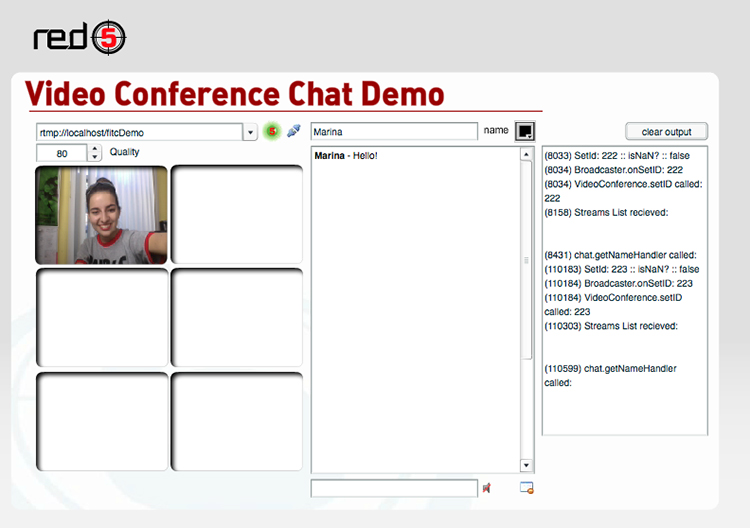 red5
Video Conference Chat Demo
rtmp://localhost/fitcDemo
5
Marina
name
clear output
80
Quality
Marina - Hello!
(8033) SetId: 222 :: isNaN? :: false
(8034) Broadcaster.onSetID: 222
(8034) VideoConference.setID called:
222
(8158) Streams List recieved:
(8431) chat.getNameHandler called:
(110183) SetId: 223 :: isNaN? :: false
(110184) Broadcaster.onSetID: 223
(110184) VideoConference.setID
called: 223
(110303) Streams List recieved:
(110599) chat.getNameHandler
called: